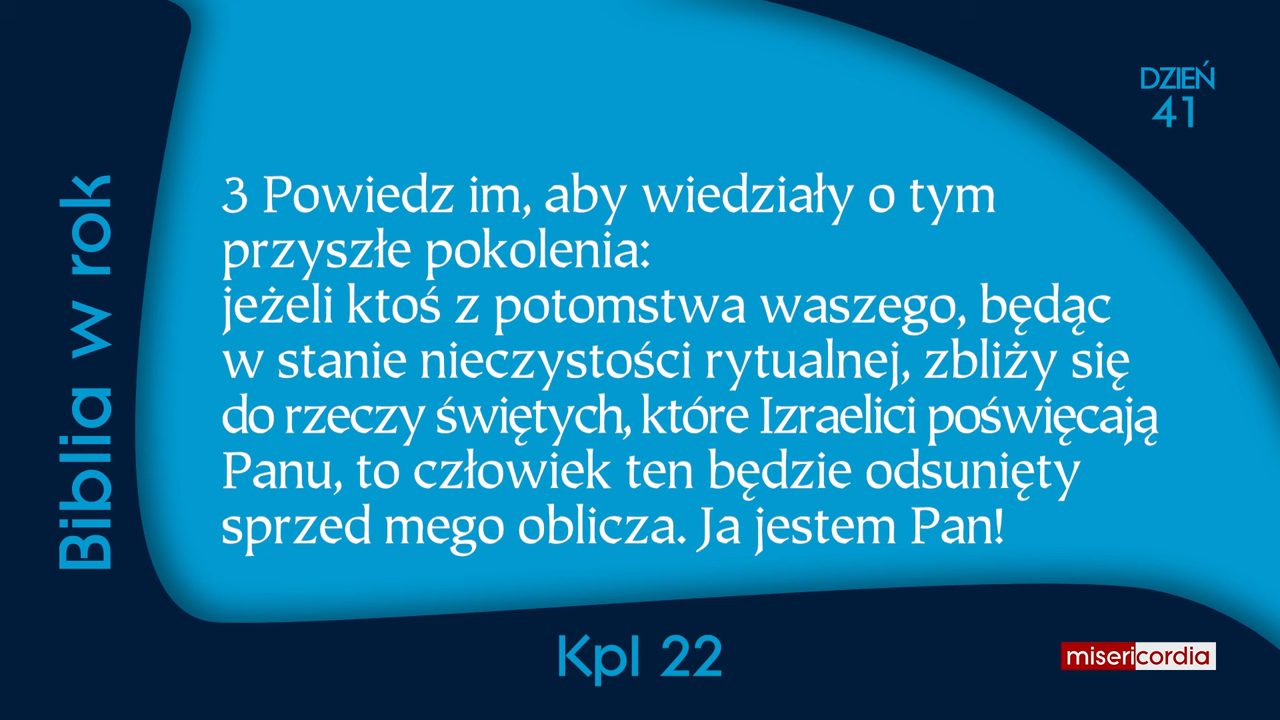 DZIEŃ
41
Biblia w rok
3 Powiedz im, aby wiedziały o tym
przyszłe pokolenia:
jeżeli ktoś z potomstwa waszego, będąc
w stanie nieczystości rytualnej, zbliży się
do rzeczy świętych, które Izraelici poświęcają
Panu, to człowiek ten będzie odsunięty
sprzed mego oblicza. Ja jestem Pan!
Kpl 22
misericordia